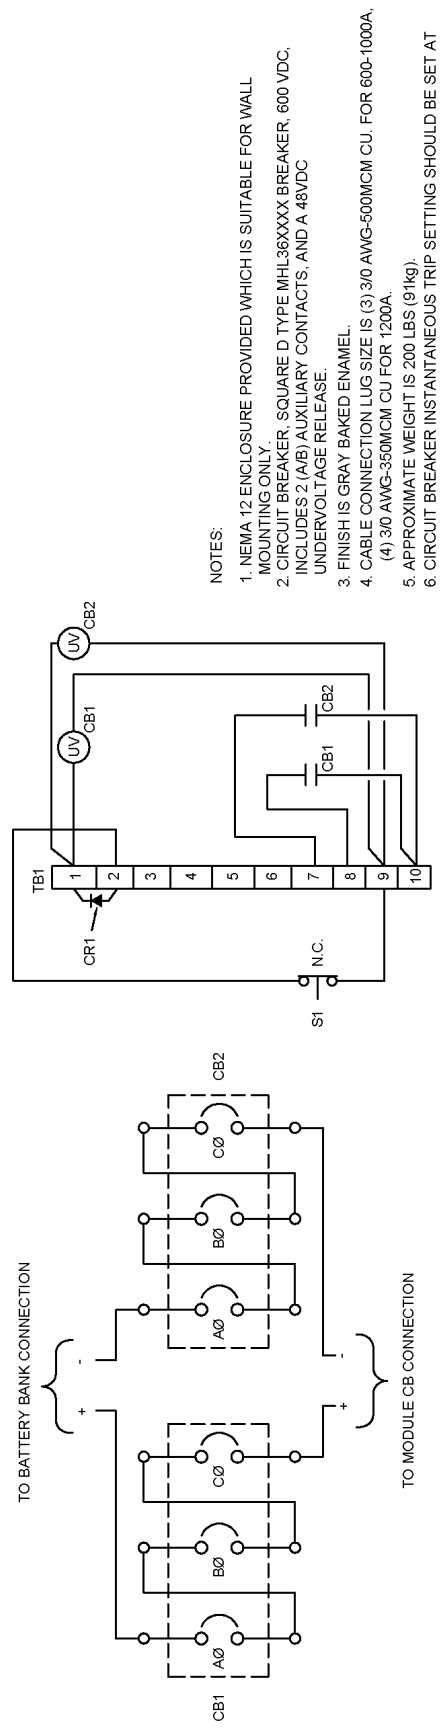 TO BATTERY BANK CONNECTION
+
-
CB1
AØ
BØ
CØ
AØ
BØ
CØ
CB2
+
-
TO MODULE CB CONNECTION
S1
N.C.
CR1
TB1
1
2
3
4
5
6
7
8
9
10
UV
CB1
UV
CB2
CB1
CB2
NOTES:
1. NEMA 12 ENCLOSURE PROVIDED WHICH IS SUITABLE FOR WALL
MOUNTING ONLY.
2. CIRCUIT BREAKER, SQUARE D TYPE MHL36XXXX BREAKER, 600 VDC,
INCLUDES 2 (A/B) AUXILIARY CONTACTS, AND A 48VDC
UNDERVOLTAGE RELEASE.
3. FINISH IS GRAY BAKED ENAMEL.
4. CABLE CONNECTION LUG SIZE IS (3) 3/0 AWG-500MCM CU. FOR 600-1000A,
(4) 3/0 AWG-350MCM CU FOR 1200A.
5. APPROXIMATE WEIGHT IS 200 LBS (91kg).
6. CIRCUIT BREAKER INSTANTANEOUS TRIP SETTING SHOULD BE SET AT